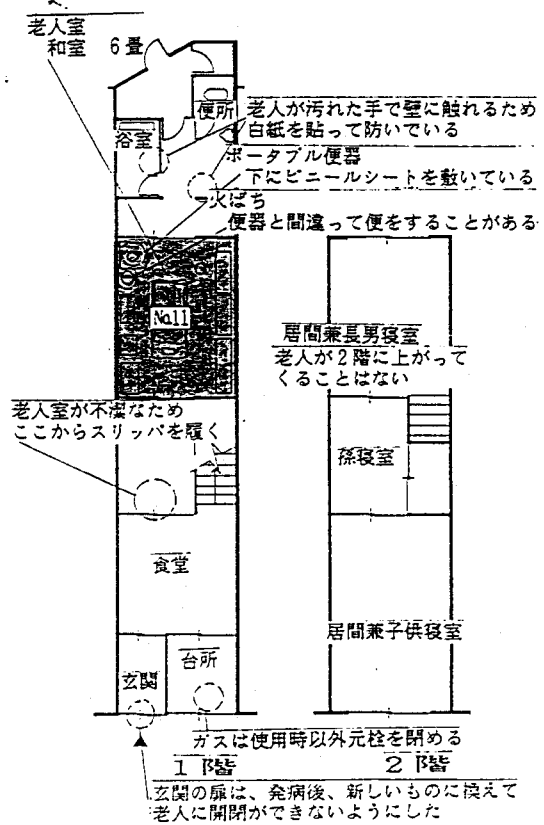 老人室
和室 6畳
便所
老人が汚れた手で壁に触れるため
白紙を貼って防いでいる
浴室
ポータブル便器
下にビニールシートを敷いている
火ばち
便器と間違って便をすることがある
No.11
居間兼長男寝室
老人が2階に上がって
くることはない
老人室が不潔なため
ここからスリッパを履く
孫寝室
食堂
居間兼子供寝室
台所
玄関
ガスは使用時以外元栓を閉める
1階
2階
玄関の扉は、発病後、新しいものに換えて
老人に開閉ができないようにした